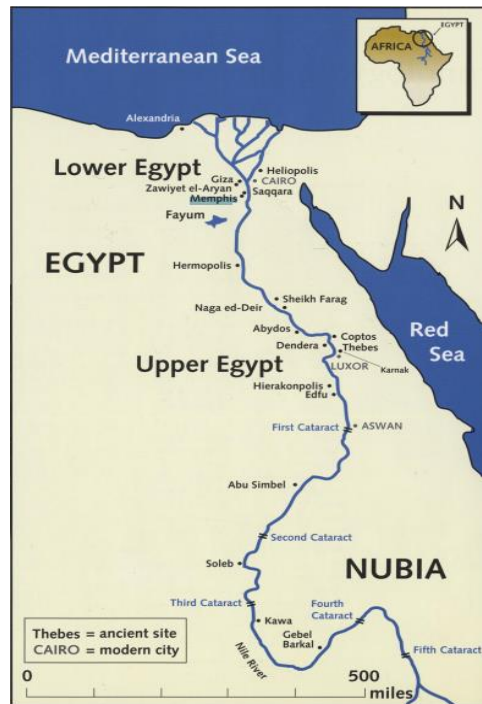 EGYPT
AFRICA
Mediterranean Sea
Alexandria
Lower Egypt
Heliopolis
Giza
CAIRO
Zawiyet el-Aryan
Saqqara
Memphis
Fayum
N
EGYPT
Hermopolis
Sheikh Farag
Naga ed-Deir
Abydos
Coptos
Dendera
Thebes
Red
Sea
Upper Egypt
LUXOR
Karnak
Hierakonpolis
Edfu
First Cataract
ASWAN
Abu Simbel
Second Cataract
Soleb
NUBIA
Third Cataract
Fourth
Cataract
Kawa
Gebel
Barkal
Fifth Cataract
Nile River
Thebes = ancient site
CAIRO = modern city
0
500
miles